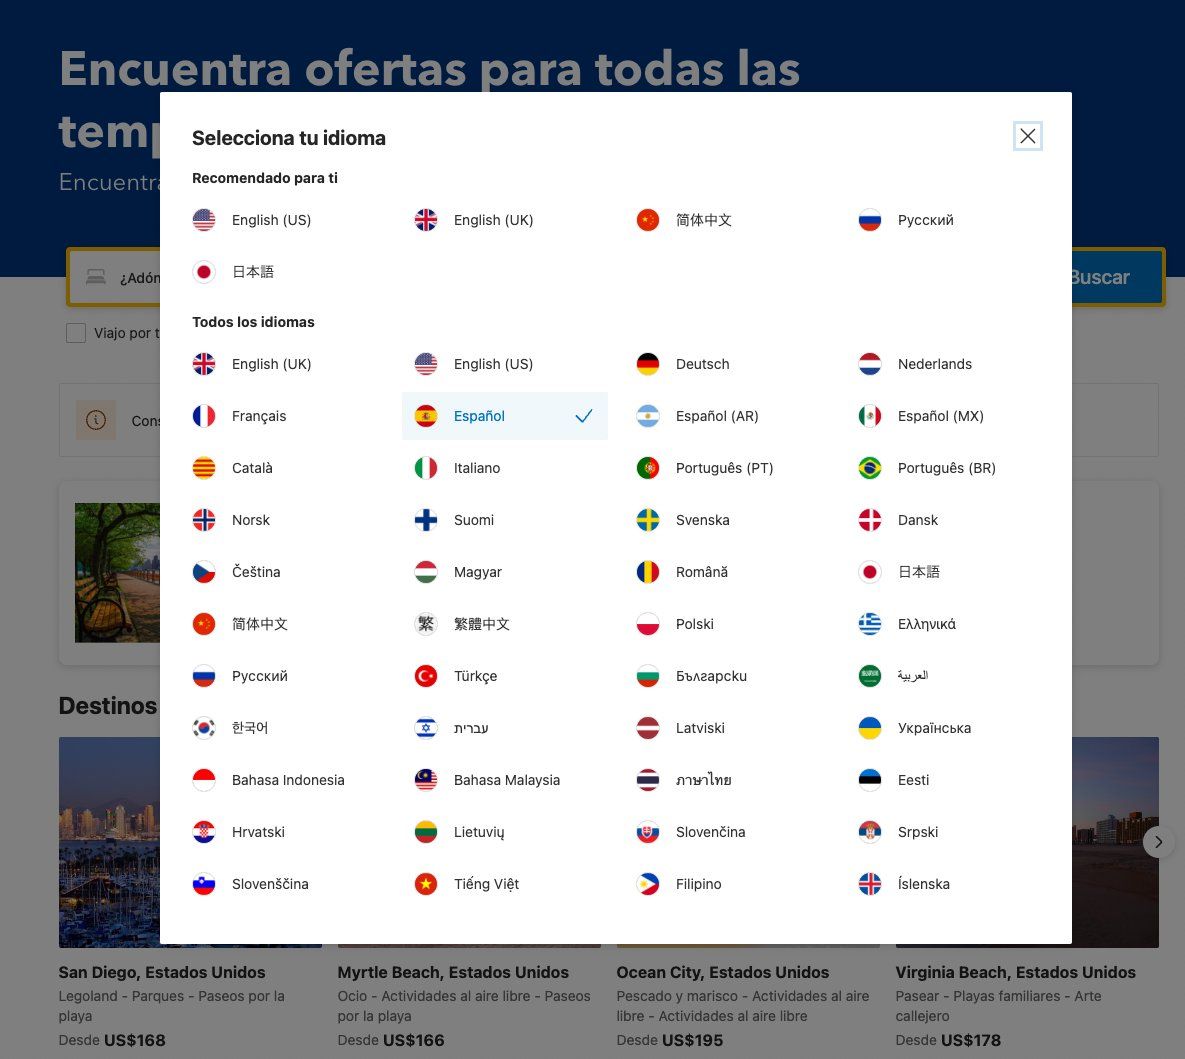 Encuentra ofertas para todas las
Selecciona tu idioma
Recomendado para ti
English (US)
English (UK)
简体中文
Русский
日本語
¿Adón
Buscar
Viajo por t
Todos los idiomas
English (UK)
English (US)
Deutsch
Nederlands
Français
Español
Español (AR)
Español (MX)
Cons
Català
Italiano
Português (PT)
Português (BR)
Norsk
Suomi
Svenska
Dansk
Čeština
Magyar
Română
日本語
简体中文
繁
繁體中文
Polski
Ελληνικά
Русский
Türkçe
Български
العربية
Destinos
한국어
עברית
Latviski
Українська
Bahasa Indonesia
Bahasa Malaysia
ภาษาไทย
Eesti
Hrvatski
Lietuvių
Slovenčina
Srpski
Slovenščina
Tiếng Việt
Filipino
Íslenska
San Diego, Estados Unidos
Legoland - Parques - Paseos por la
playa
Desde US$168
Myrtle Beach, Estados Unidos
Ocio - Actividades al aire libre - Paseos
por la playa
Desde US$166
Ocean City, Estados Unidos
Pescado y marisco - Actividades al aire
libre - Actividades al aire libre
Desde US$195
Virginia Beach, Estados Unidos
Pasear - Playas familiares - Arte
callejero
Desde US$178